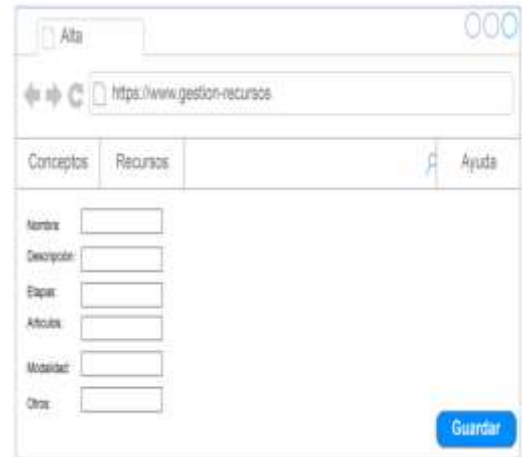 Alta
https://www.gestion-recursos
Conceptos Recursos Ayuda
Nombre:
Descripción:
Etapas:
Artículos:
Modalidad:
Otros:
Guardar